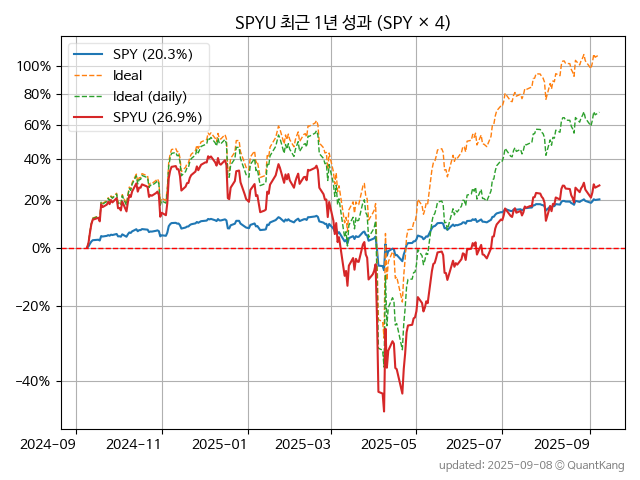 SPYU 최근 1년 성과 (SPY × 4)
SPY (20.3%)
Ideal
Ideal (daily)
SPYU (26.9%)
100%
80%
60%
40%
20%
0%
−20%
−40%
2024-09 2024-11 2025-01 2025-03 2025-05 2025-07 2025-09
updated: 2025-09-08 © QuantKang